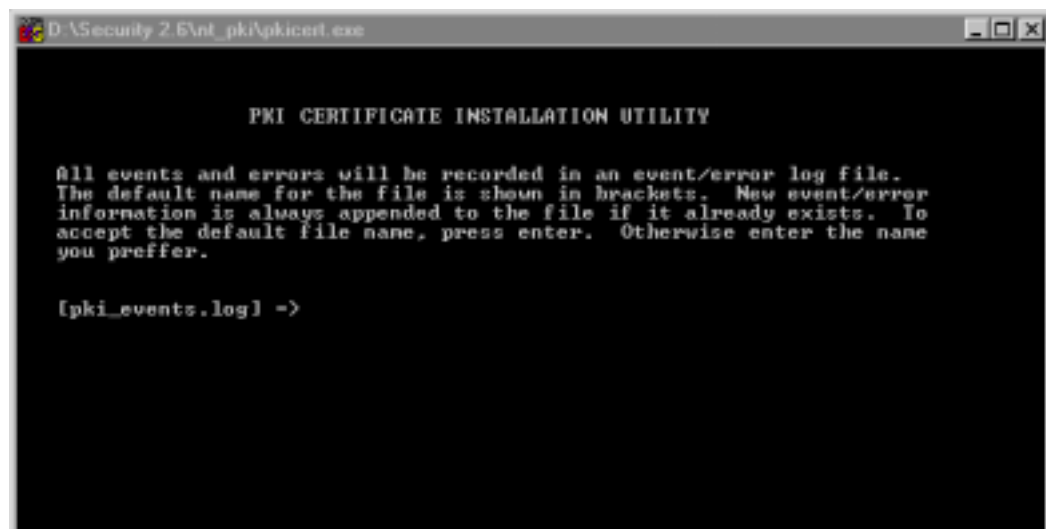 D:\Security 2.6\nt_pki\pkicert.exe
PKI CERTIFICATE INSTALLATION UTILITY
All events and errors will be recorded in an event/error log file.
The default name for the file is shown in brackets.  New event/error
information is always appended to the file if it already exists.  To
accept the default file name, press enter.  Otherwise enter the name
you preffer.
[pki_events.log] =>